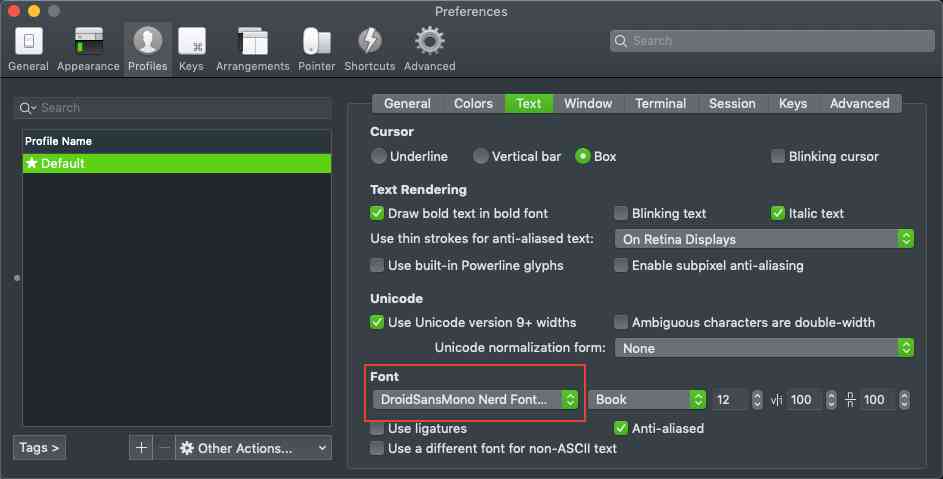 Preferences
General Appearance Profiles Keys Arrangements Pointer Shortcuts Advanced
Search
Search
Profile Name
Default
Tags >
+ − Other Actions...
General Colors Text Window Terminal Session Keys Advanced
Cursor
Underline Vertical bar Box Blinking cursor
Text Rendering
Draw bold text in bold font Blinking text Italic text
Use thin strokes for anti-aliased text: On Retina Displays
Use built-in Powerline glyphs Enable subpixel anti-aliasing
Unicode
Use Unicode version 9+ widths Ambiguous characters are double-width
Unicode normalization form: None
Font
DroidSansMono Nerd Font... Book 12 100 100
Use ligatures Anti-aliased
Use a different font for non-ASCII text